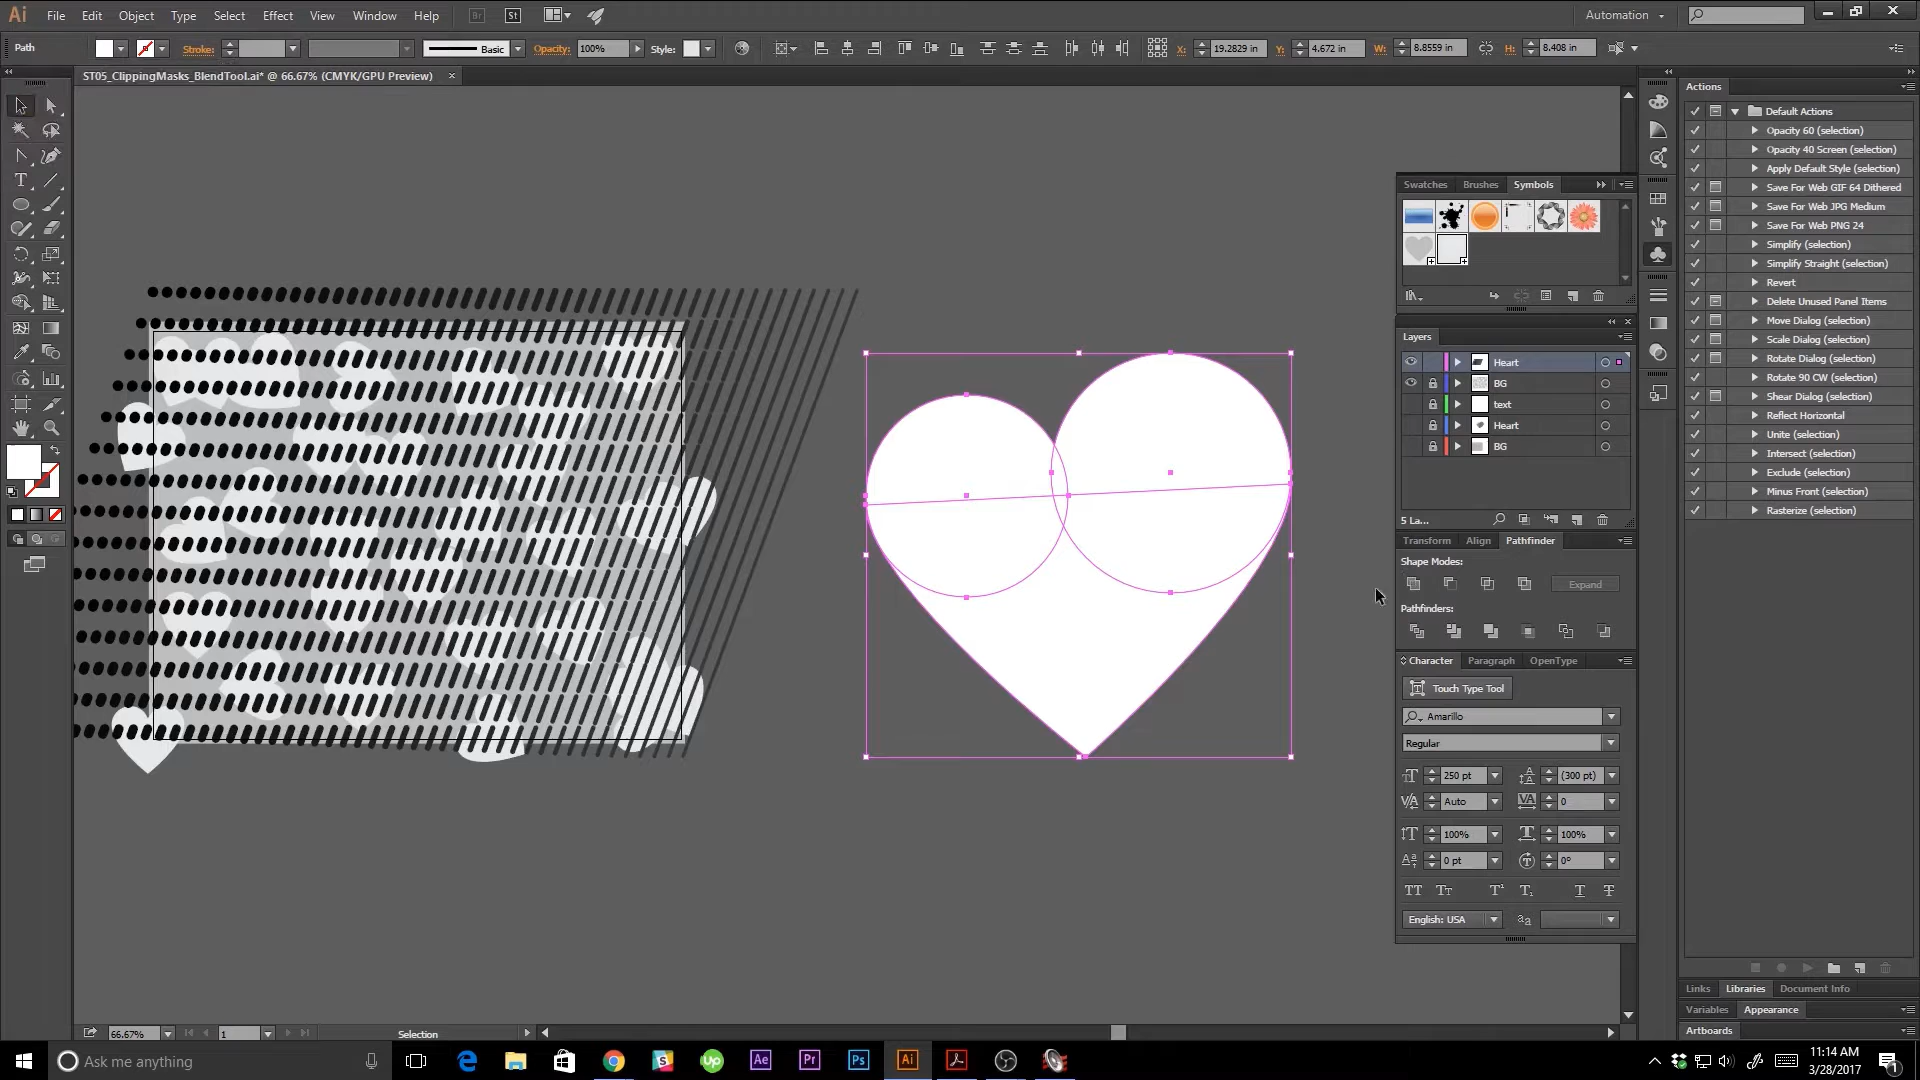 Ai File Edit Object Type Select Effect View Window Help Br St Automation
Path Stroke: Basic Opacity: 100% Style: X: 19.2829 in Y: 4.672 in W: 8.8559 in H: 8.408 in
ST05_ClippingMasks_BlendTool.ai* @ 66.67% (CMYK/GPU Preview)
Actions
Default Actions
Opacity 60 (selection)
Opacity 40 Screen (selection)
Apply Default Style (selection)
Save For Web GIF 64 Dithered
Save For Web JPG Medium
Save For Web PNG 24
Simplify (selection)
Simplify Straight (selection)
Revert
Delete Unused Panel Items
Move Dialog (selection)
Scale Dialog (selection)
Rotate Dialog (selection)
Rotate 90 CW (selection)
Shear Dialog (selection)
Reflect Horizontal
Unite (selection)
Intersect (selection)
Exclude (selection)
Minus Front (selection)
Rasterize (selection)
Swatches Brushes Symbols
Layers
Heart
BG
text
Heart
BG
5 La...
Transform Align Pathfinder
Shape Modes:
Expand
Pathfinders:
Character Paragraph OpenType
Touch Type Tool
Amarillo
Regular
250 pt (300 pt)
Auto 0
100% 100%
0 pt 0°
English: USA
Links Libraries Document Info
Variables Appearance
Artboards
66.67% 1 Selection
Ask me anything
Ae Pr Ps Ai
11:14 AM
3/28/2017